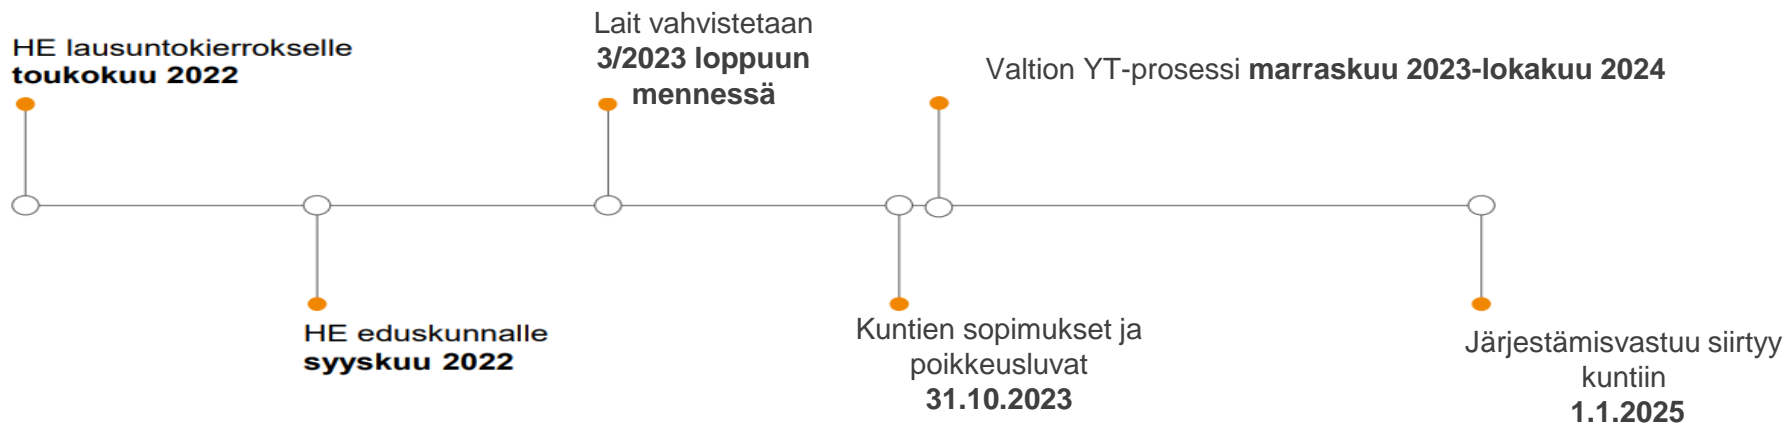 HE lausuntokierrokselle
toukokuu 2022
Lait vahvistetaan
3/2023 loppuun
mennessä
Valtion YT-prosessi marraskuu 2023-lokakuu 2024
HE eduskunnalle
syyskuu 2022
Kuntien sopimukset ja
poikkeusluvat
31.10.2023
Järjestämisvastuu siirtyy
kuntiin
1.1.2025